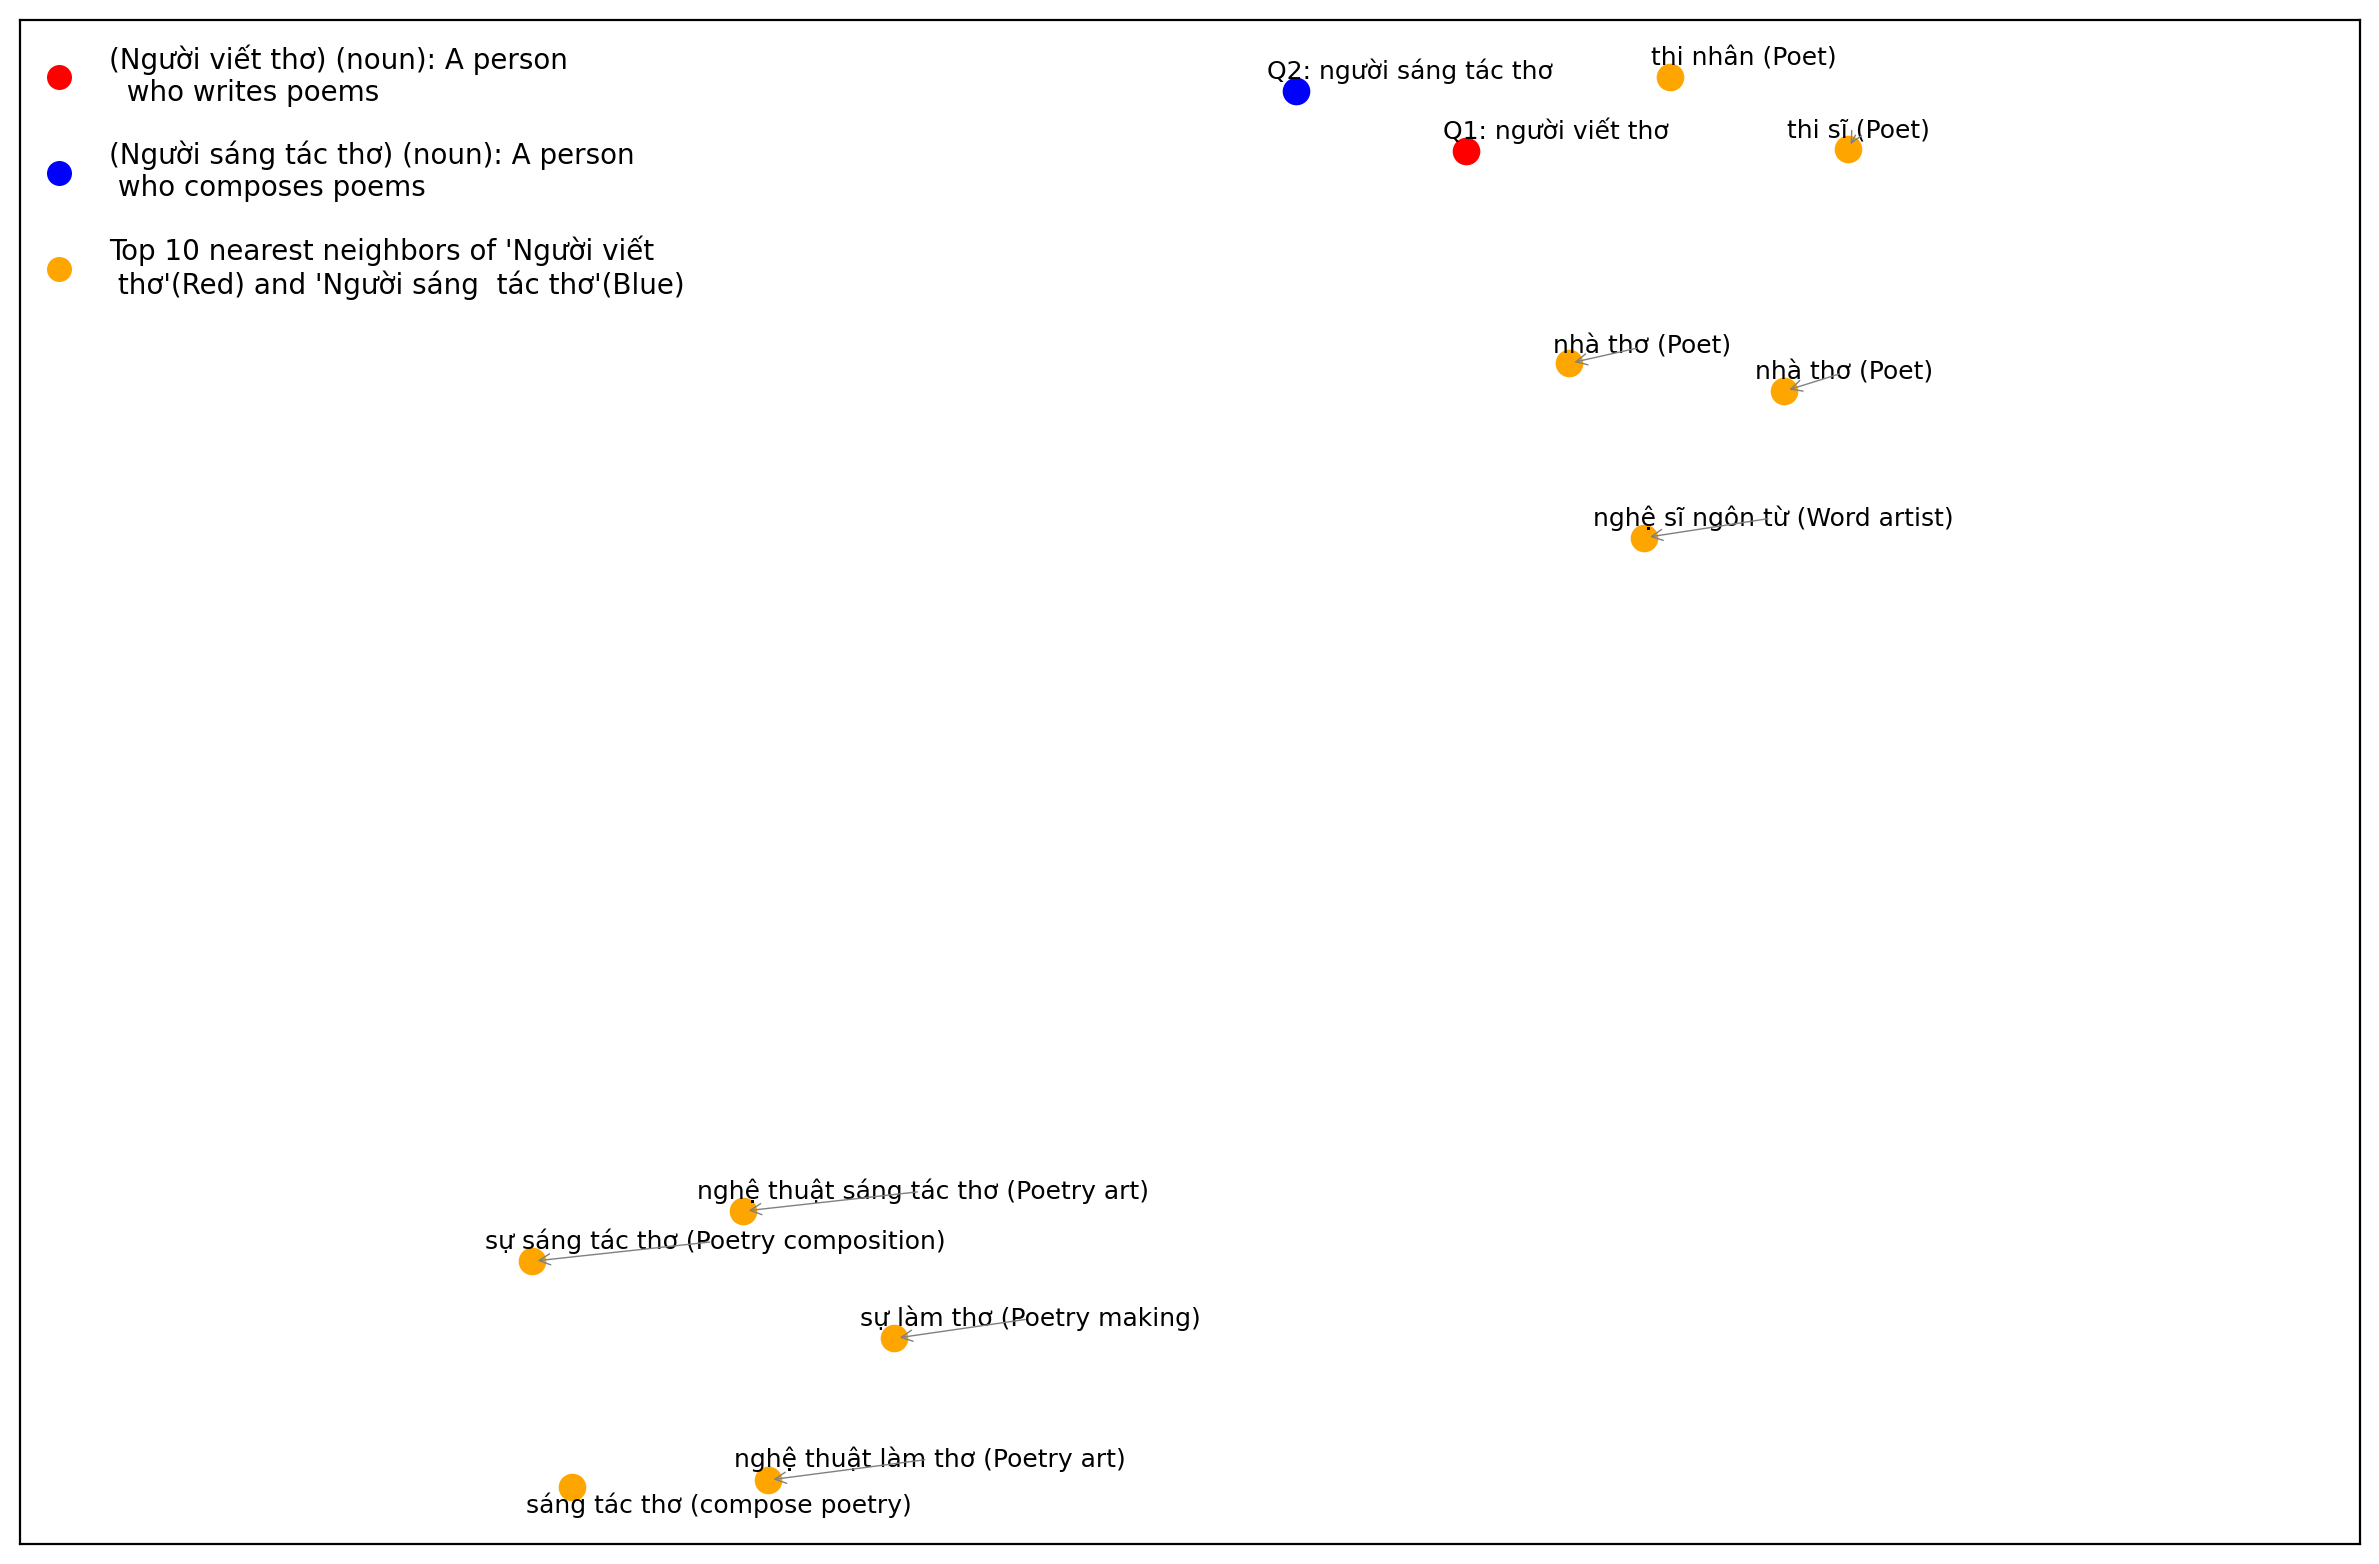 (Người viết thơ) (noun): A person
who writes poems
(Người sáng tác thơ) (noun): A person
who composes poems
Top 10 nearest neighbors of 'Người viết
thơ'(Red) and 'Người sáng  tác thơ'(Blue)
thi nhân (Poet)
Q2: người sáng tác thơ
Q1: người viết thơ
thi sĩ (Poet)
nhà thơ (Poet)
nhà thơ (Poet)
nghệ sĩ ngôn từ (Word artist)
nghệ thuật sáng tác thơ (Poetry art)
sự sáng tác thơ (Poetry composition)
sự làm thơ (Poetry making)
nghệ thuật làm thơ (Poetry art)
sáng tác thơ (compose poetry)